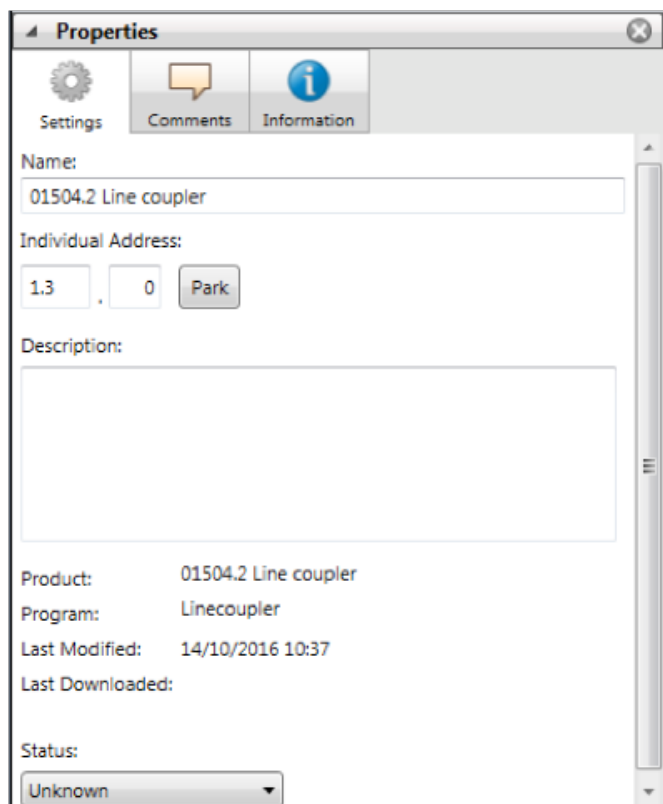 Properties
Settings Comments Information
Name:
01504.2 Line coupler
Individual Address:
1.3 . 0 Park
Description:
Product: 01504.2 Line coupler
Program: Linecoupler
Last Modified: 14/10/2016 10:37
Last Downloaded:
Status:
Unknown